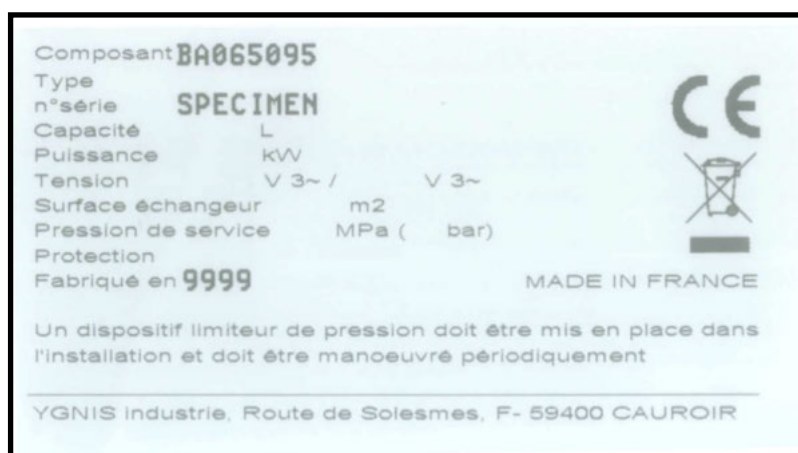 Composant BA065095
Type
n°série SPECIMEN
Capacité L
Puissance kW
Tension V 3~ / V 3~
Surface échangeur m2
Pression de service MPa ( bar)
Protection
Fabriqué en 9999
CE
MADE IN FRANCE
Un dispositif limiteur de pression doit être mis en place dans
l'installation et doit être manoeuvré périodiquement
YGNIS industrie, Route de Solesmes, F- 59400 CAUROIR